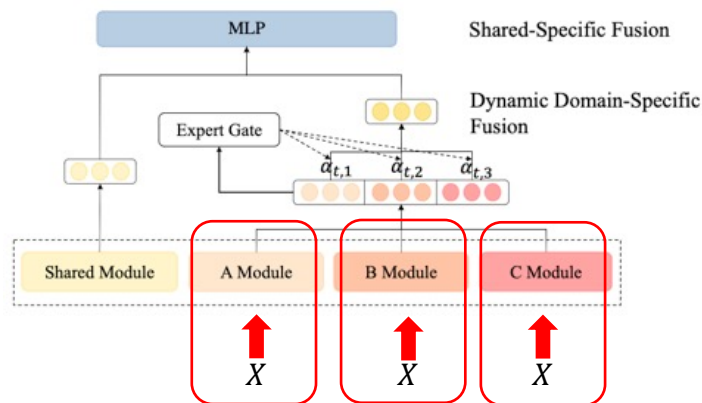 MLP
Shared-Specific Fusion
Dynamic Domain-Specific
Fusion
Expert Gate
α_{t,1} α_{t,2} α_{t,3}
Shared Module A Module B Module C Module
X X X